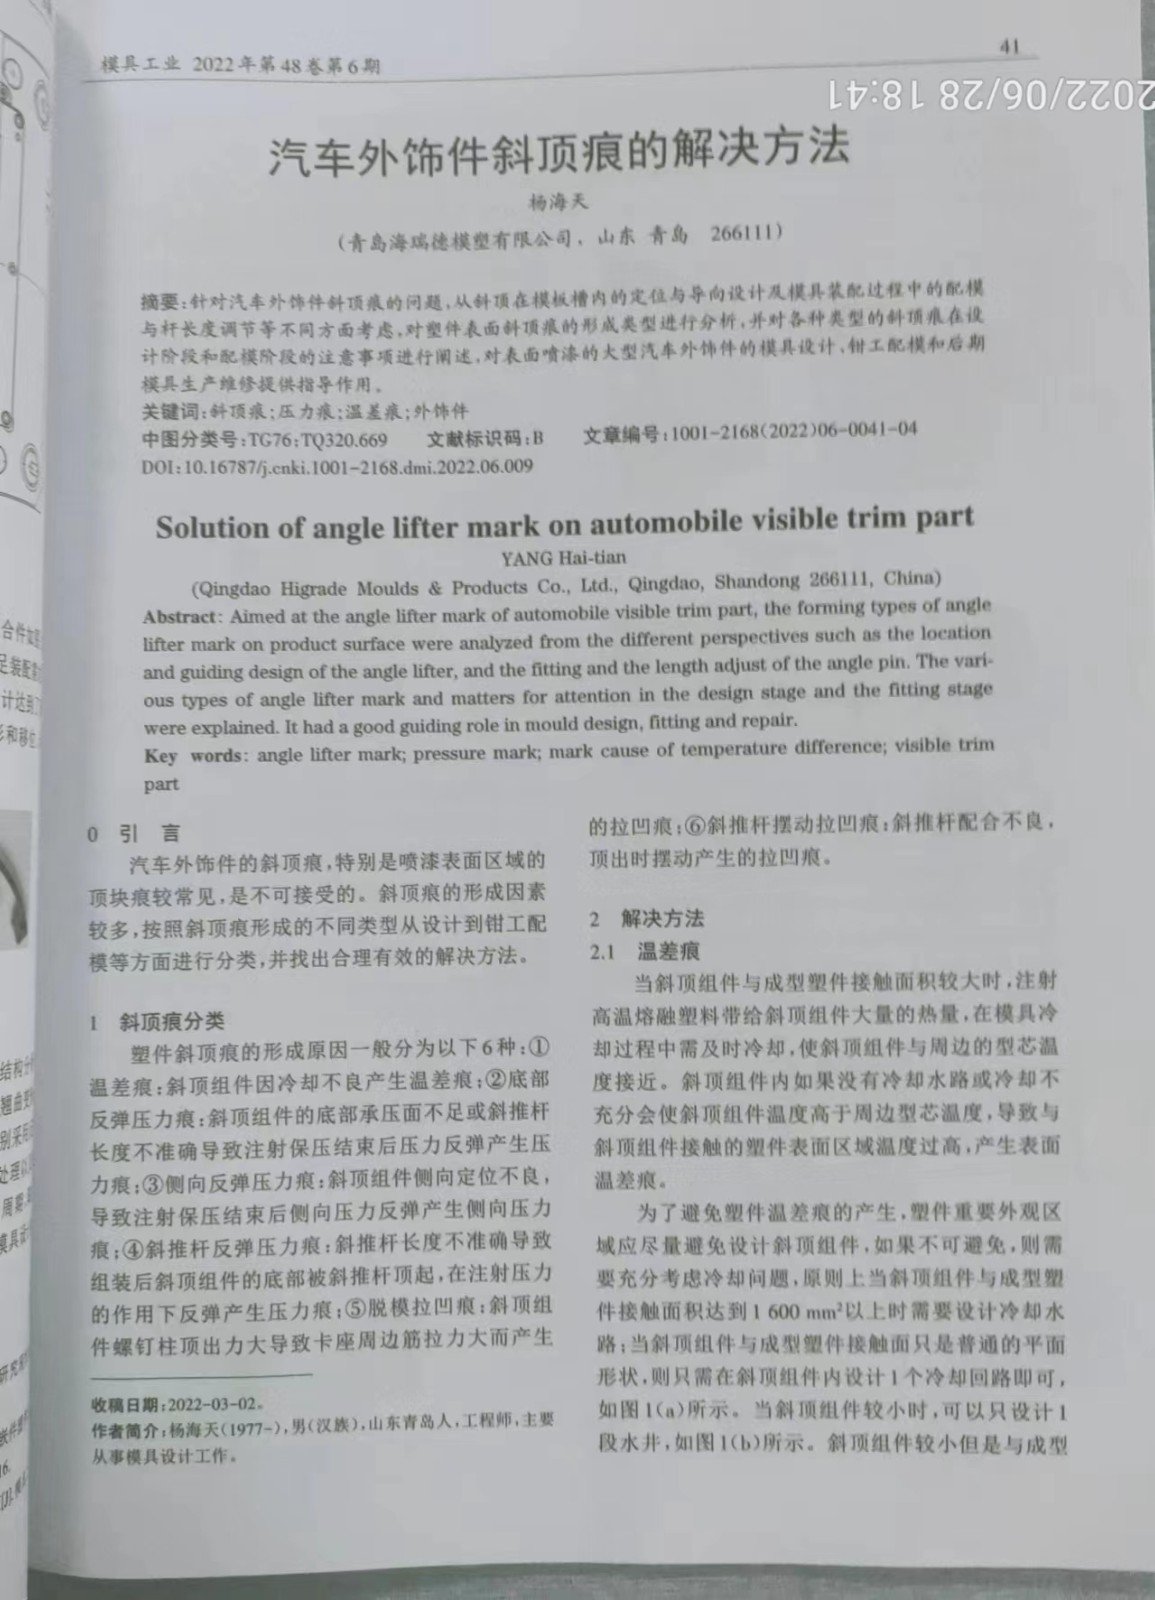 模具工业 2022年第48卷第6期
41
2022/06/28 18:41
汽车外饰件斜顶痕的解决方法
杨海天
(青岛海瑞德模塑有限公司，山东 青岛 266111)
摘要:针对汽车外饰件斜顶痕的问题,从斜顶在模板槽内的定位与导向设计及模具装配过程中的配模
与杆长度调节等不同方面考虑,对塑件表面斜顶痕的形成类型进行分析,并对各种类型的斜顶痕在设
计阶段和配模阶段的注意事项进行阐述,对表面喷漆的大型汽车外饰件的模具设计、钳工配模和后期
模具生产维修提供指导作用。
关键词:斜顶痕;压力痕;温差痕;外饰件
中图分类号:TG76;TQ320.669 文献标识码:B 文章编号:1001-2168(2022)06-0041-04
DOI:10.16787/j.cnki.1001-2168.dmi.2022.06.009
Solution of angle lifter mark on automobile visible trim part
YANG Hai-tian
(Qingdao Higrade Moulds & Products Co., Ltd., Qingdao, Shandong 266111, China)
Abstract: Aimed at the angle lifter mark of automobile visible trim part, the forming types of angle
lifter mark on product surface were analyzed from the different perspectives such as the location
and guiding design of the angle lifter, and the fitting and the length adjust of the angle pin. The vari-
ous types of angle lifter mark and matters for attention in the design stage and the fitting stage
were explained. It had a good guiding role in mould design, fitting and repair.
Key words: angle lifter mark; pressure mark; mark cause of temperature difference; visible trim
part
0 引 言
汽车外饰件的斜顶痕,特别是喷漆表面区域的
顶块痕较常见,是不可接受的。斜顶痕的形成因素
较多,按照斜顶痕形成的不同类型从设计到钳工配
模等方面进行分类,并找出合理有效的解决方法。
1 斜顶痕分类
塑件斜顶痕的形成原因一般分为以下6种:①
温差痕:斜顶组件因冷却不良产生温差痕;②底部
反弹压力痕:斜顶组件的底部承压面不足或斜推杆
长度不准确导致注射保压结束后压力反弹产生压
力痕;③侧向反弹压力痕:斜顶组件侧向定位不良,
导致注射保压结束后侧向压力反弹产生侧向压力
痕;④斜推杆反弹压力痕:斜推杆长度不准确导致
组装后斜顶组件的底部被斜推杆顶起,在注射压力
的作用下反弹产生压力痕;⑤脱模拉凹痕:斜顶组
件螺钉柱顶出力大导致卡座周边筋拉力大而产生
收稿日期:2022-03-02。
作者简介:杨海天(1977-),男(汉族),山东青岛人,工程师,主要
从事模具设计工作。
的拉凹痕;⑥斜推杆摆动拉凹痕:斜推杆配合不良,
顶出时摆动产生的拉凹痕。
2 解决方法
2.1 温差痕
当斜顶组件与成型塑件接触面积较大时,注射
高温熔融塑料带给斜顶组件大量的热量,在模具冷
却过程中需及时冷却,使斜顶组件与周边的型芯温
度接近。斜顶组件内如果没有冷却水路或冷却不
充分会使斜顶组件温度高于周边型芯温度,导致与
斜顶组件接触的塑件表面区域温度过高,产生表面
温差痕。
为了避免塑件温差痕的产生,塑件重要外观区
域应尽量避免设计斜顶组件,如果不可避免,则需
要充分考虑冷却问题,原则上当斜顶组件与成型塑
件接触面积达到1 600 mm²以上时需要设计冷却水
路;当斜顶组件与成型塑件接触面只是普通的平面
形状,则只需在斜顶组件内设计1个冷却回路即可,
如图1(a)所示。当斜顶组件较小时,可以只设计1
段水井,如图1(b)所示。斜顶组件较小但是与成型